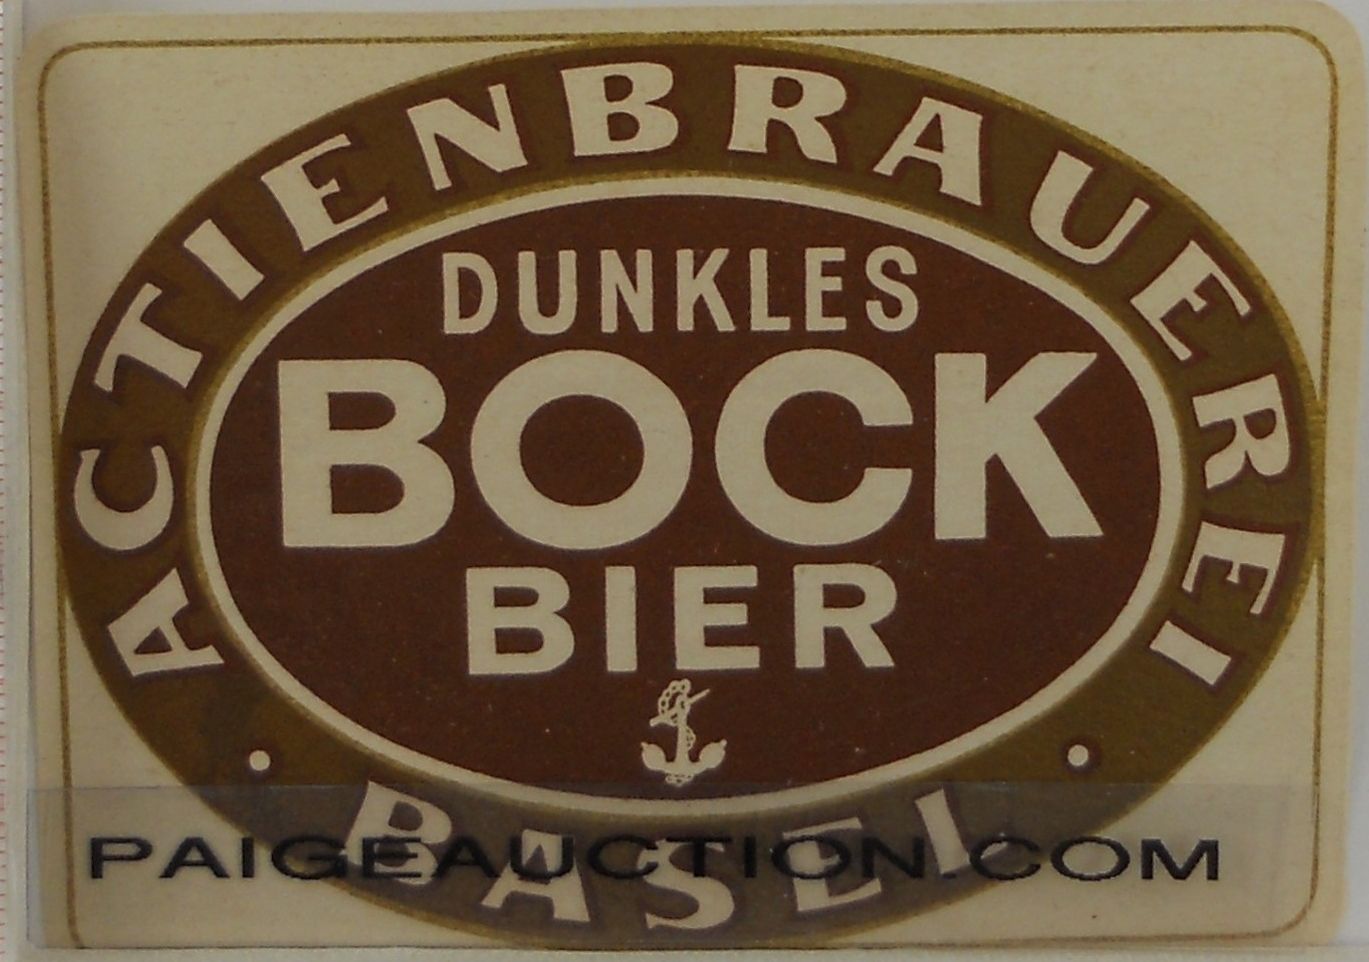 ACTIENBRAUEREI
DUNKLES
BOCK
BIER
• BASEL •
PAIGEAUCTION.COM